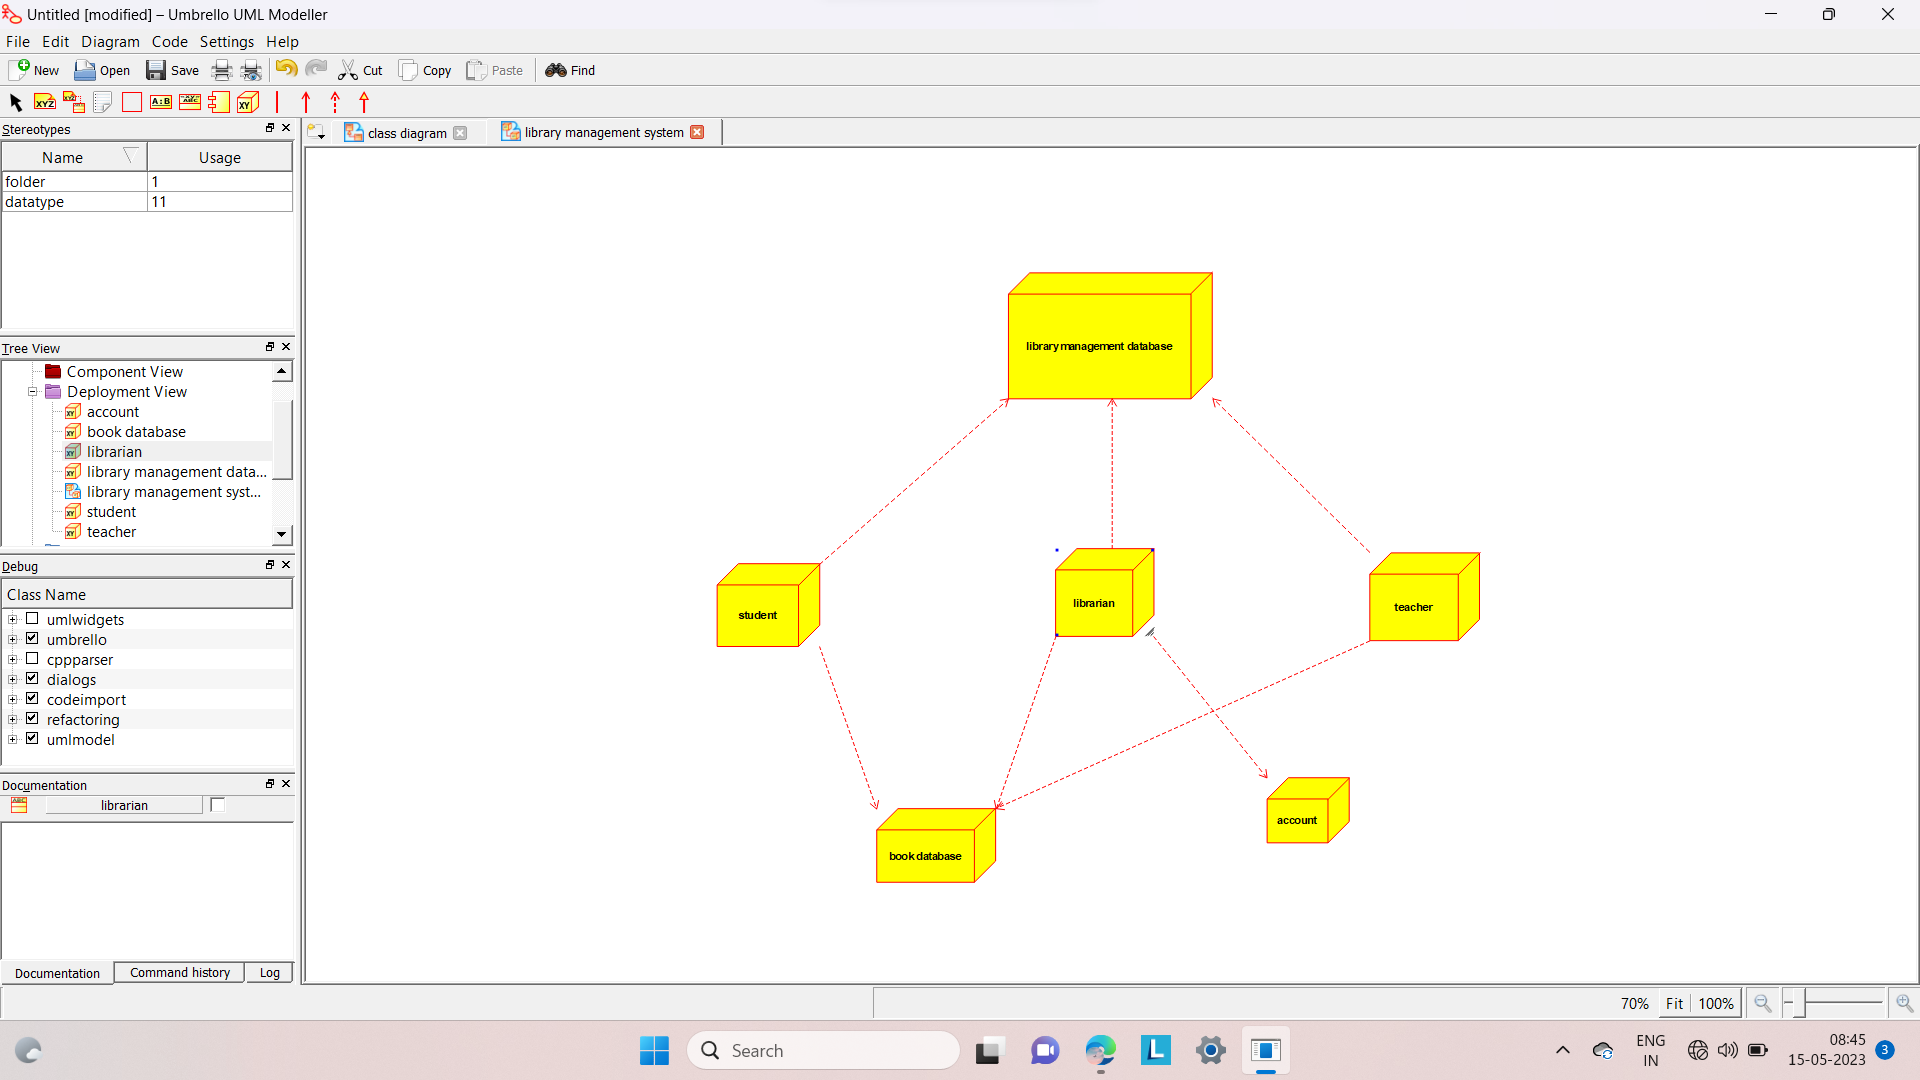 Untitled [modified] – Umbrello UML Modeller
File Edit Diagram Code Settings Help
New Open Save Cut Copy Paste Find
XYZ XYZ A:B ABC XY
Stereotypes
class diagram
library management system
Name Usage
folder 1
datatype 11
Tree View
Component View
Deployment View
account
book database
librarian
library management data...
library management syst...
student
teacher
Debug
Class Name
umlwidgets
umbrello
cppparser
dialogs
codeimport
refactoring
umlmodel
Documentation
librarian
Documentation Command history Log
library management database
student
librarian
teacher
book database
account
70% Fit 100%
Search
L
ENG
IN
08:45
15-05-2023
3